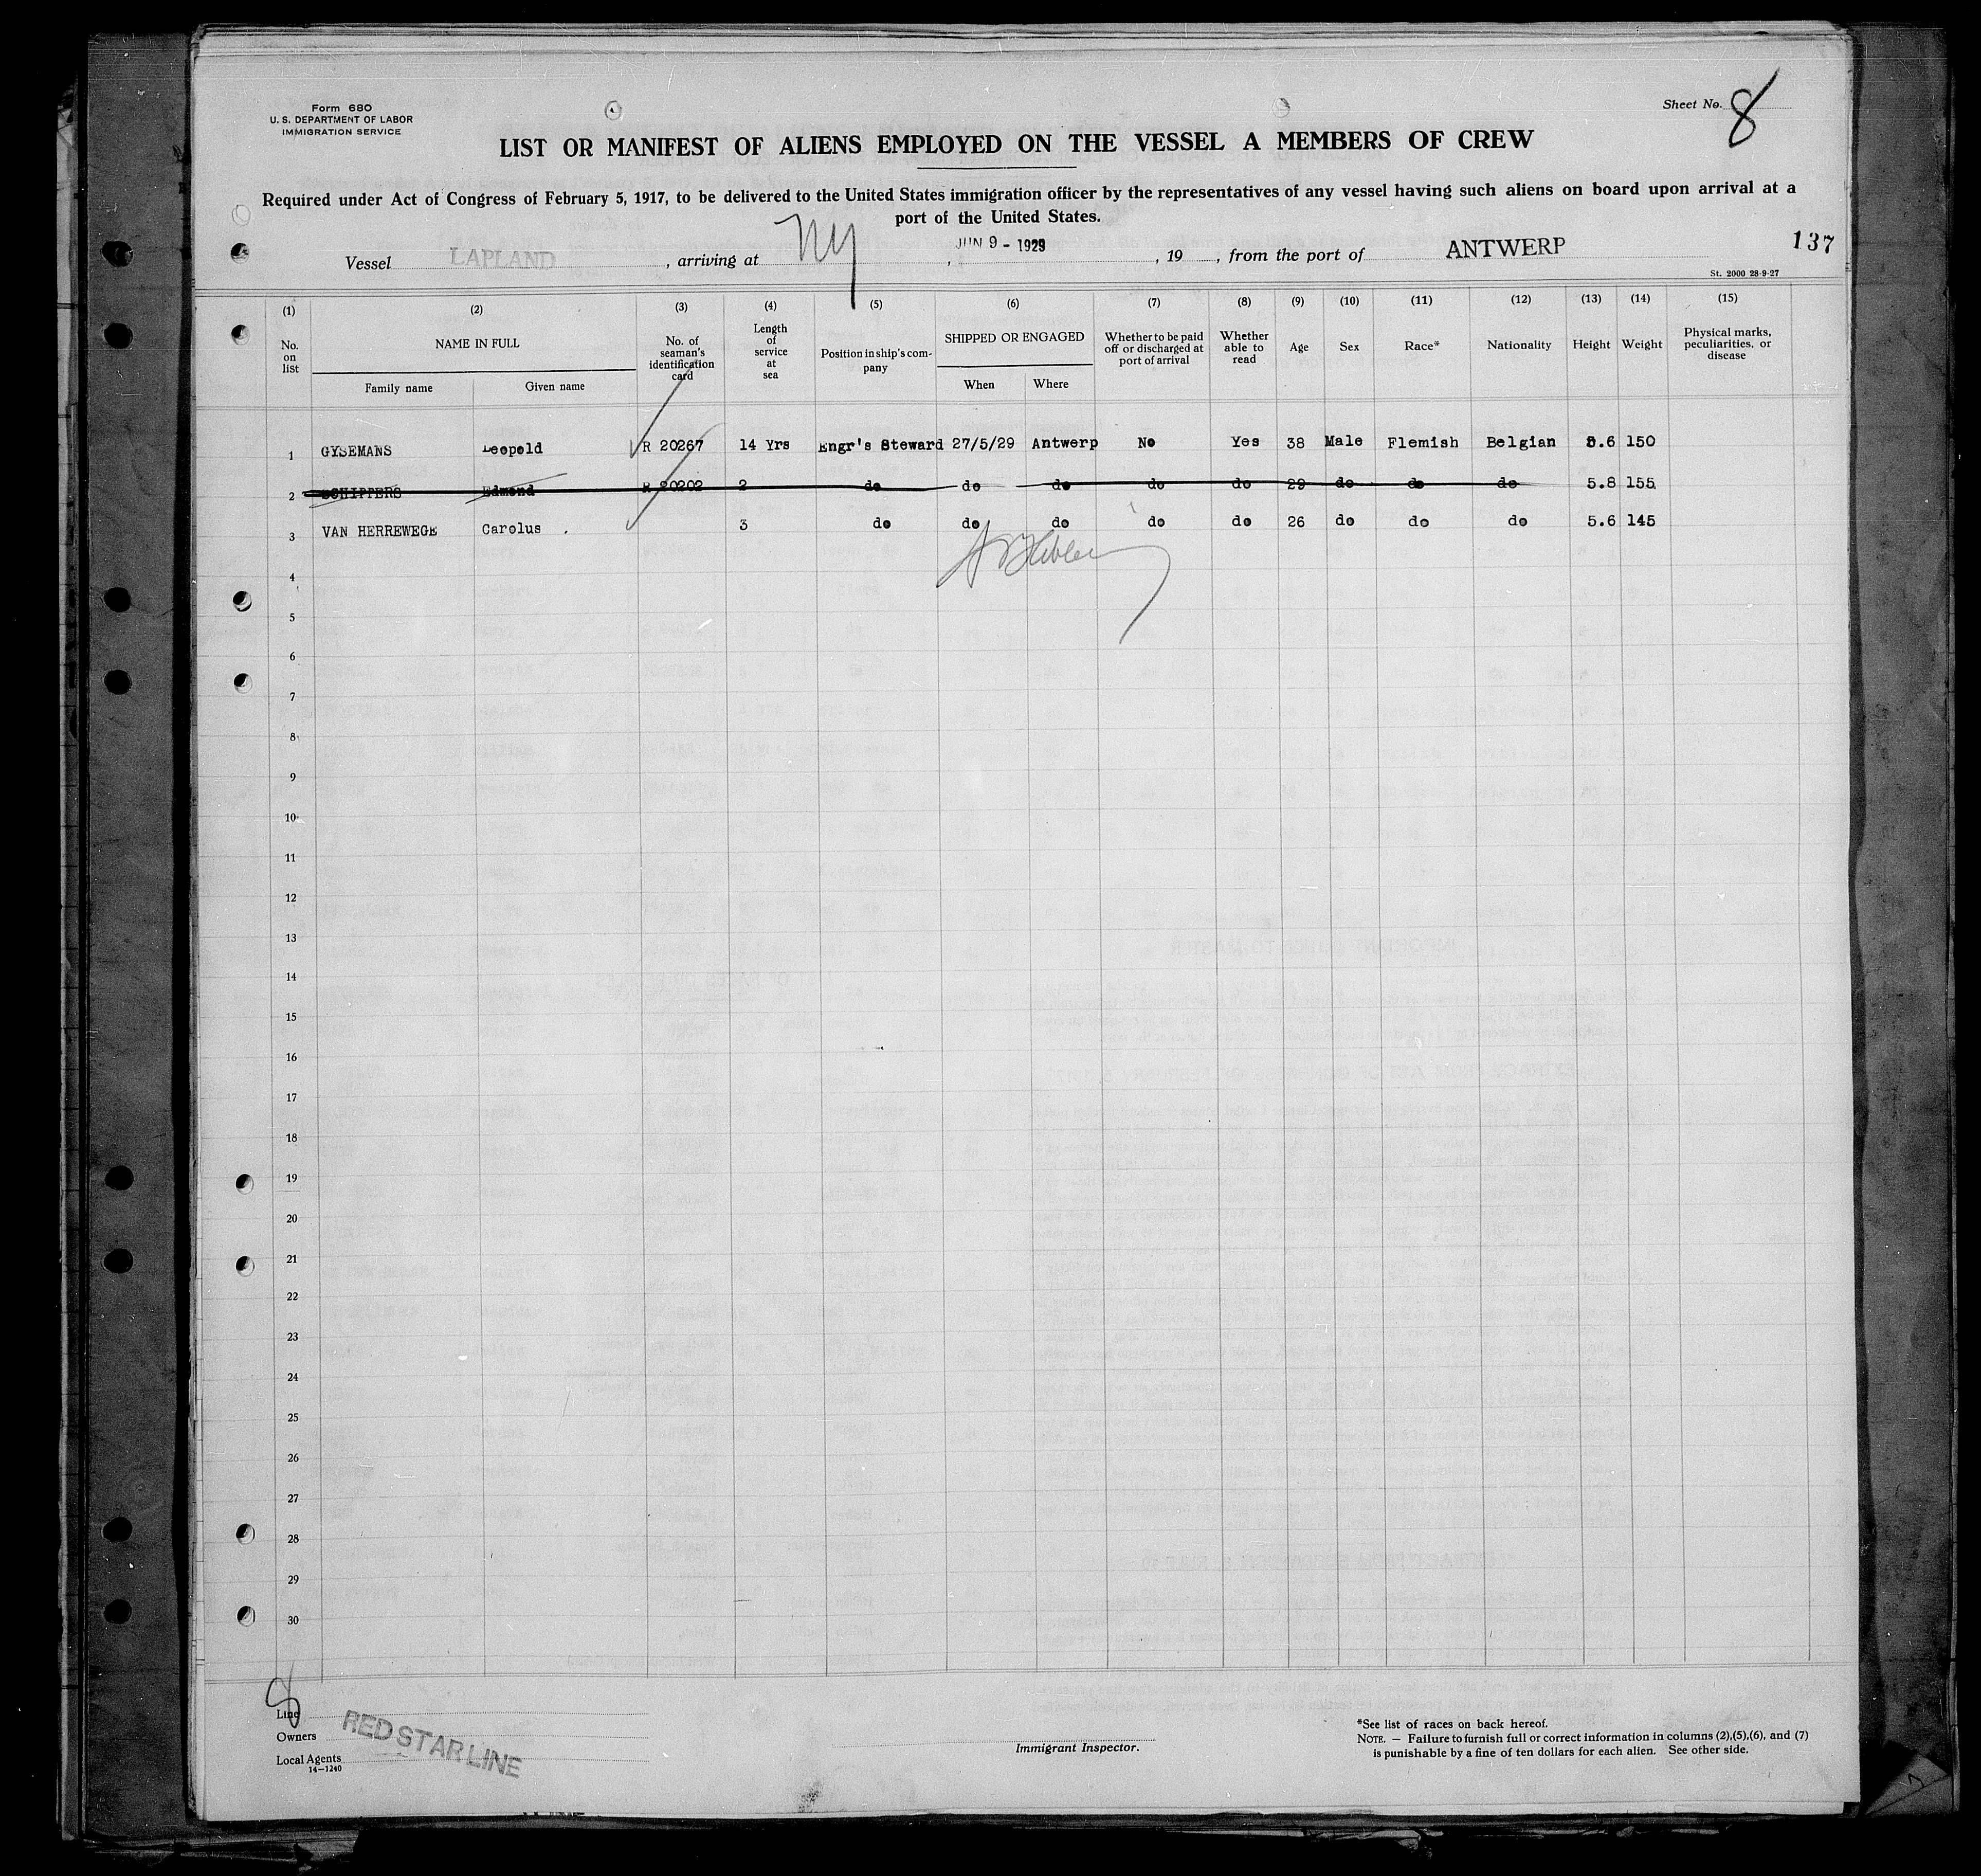 Form 680
U. S. DEPARTMENT OF LABOR
IMMIGRATION SERVICE
Sheet No. 8
LIST OR MANIFEST OF ALIENS EMPLOYED ON THE VESSEL A MEMBERS OF CREW
Required under Act of Congress of February 5, 1917, to be delivered to the United States immigration officer by the representatives of any vessel having such aliens on board upon arrival at a
port of the United States.
Vessel LAPLAND, arriving at NY, JUN 9 - 1929, 19, from the port of ANTWERP
137
St. 2000 28-9-27
(1) (2) (3) (4) (5) (6) (7) (8) (9) (10) (11) (12) (13) (14) (15)
No. on list
NAME IN FULL
Family name
Given name
No. of seaman's identification card
Length of service at sea
Position in ship's company
SHIPPED OR ENGAGED
When
Where
Whether to be paid off or discharged at port of arrival
Whether able to read
Age
Sex
Race*
Nationality
Height
Weight
Physical marks, peculiarities, or disease
1 GYSEMANS Leopold R 20267 14 Yrs Engr's Steward 27/5/29 Antwerp No Yes 38 Male Flemish Belgian 5.6 150
2 SCHIPPERS Edmond R 20202 2 do do do do do 29 do do do 5.8 155
3 VAN HERREWEGE Carolus . 3 do do do do do 26 do do do 5.6 145
4
5
6
7
8
9
10
11
12
13
14
15
16
17
18
19
20
21
22
23
24
25
26
27
28
29
30
8
Line
Owners
Local Agents
RED STAR LINE
14—1240
Immigrant Inspector.
*See list of races on back hereof.
NOTE. — Failure to furnish full or correct information in columns (2),(5),(6), and (7)
is punishable by a fine of ten dollars for each alien. See other side.